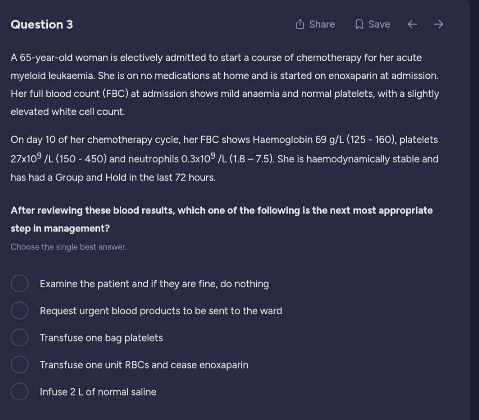 Question 3
Share
Save
A 65-year-old woman is electively admitted to start a course of chemotherapy for her acute
myeloid leukaemia. She is on no medications at home and is started on enoxaparin at admission.
Her full blood count (FBC) at admission shows mild anaemia and normal platelets, with a slightly
elevated white cell count.
On day 10 of her chemotherapy cycle, her FBC shows Haemoglobin 69 g/L (125 - 160), platelets
27x10⁹ /L (150 - 450) and neutrophils 0.3x10⁹ /L (1.8 – 7.5). She is haemodynamically stable and
has had a Group and Hold in the last 72 hours.
After reviewing these blood results, which one of the following is the next most appropriate
step in management?
Choose the single best answer.
Examine the patient and if they are fine, do nothing
Request urgent blood products to be sent to the ward
Transfuse one bag platelets
Transfuse one unit RBCs and cease enoxaparin
Infuse 2 L of normal saline